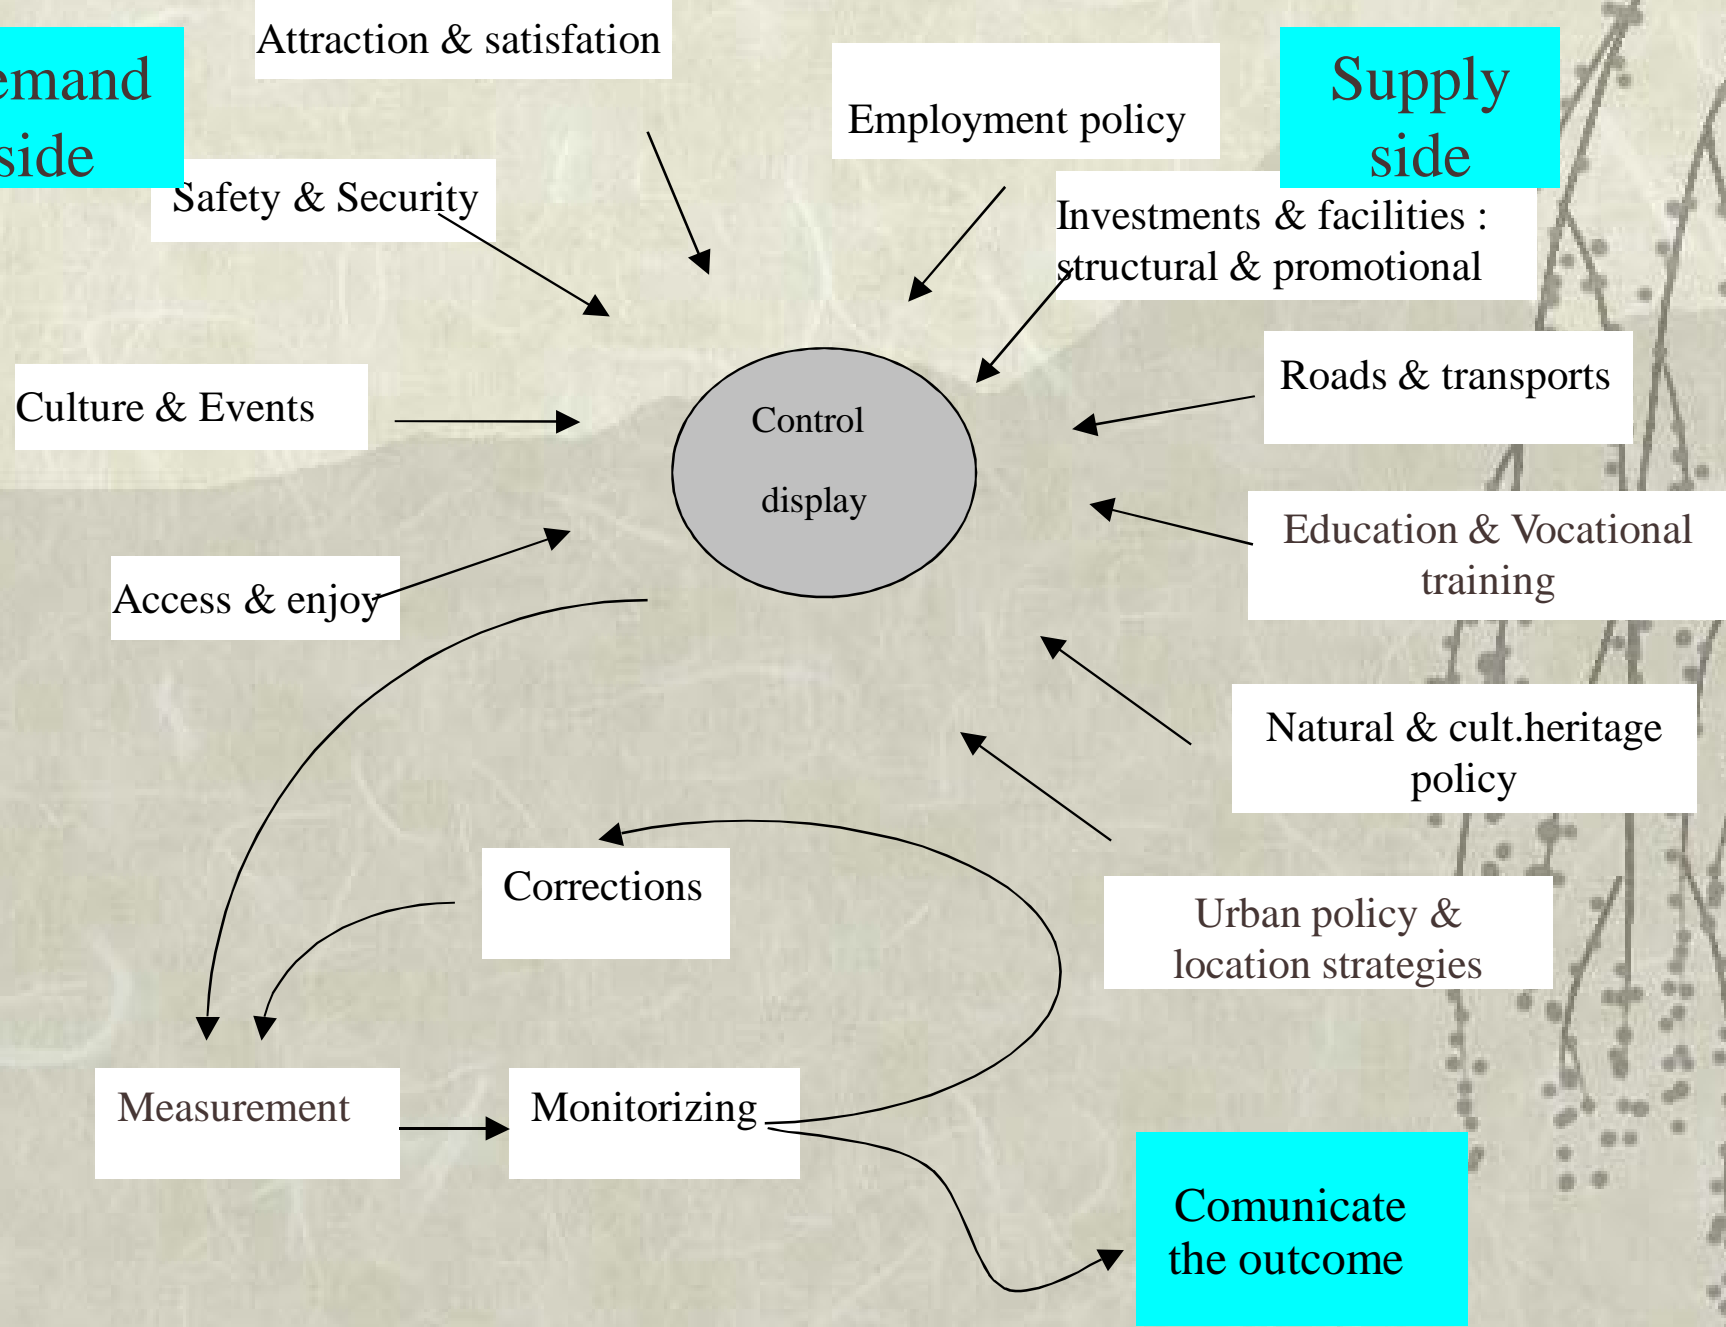 Attraction & satisfation
emand
side
Safety & Security
Culture & Events
Access & enjoy
Employment policy
Supply
side
Investments & facilities :
structural & promotional
Roads & transports
Education & Vocational
training
Natural & cult.heritage
policy
Urban policy &
location strategies
Control
display
Corrections
Measurement
Monitorizing
Comunicate
the outcome